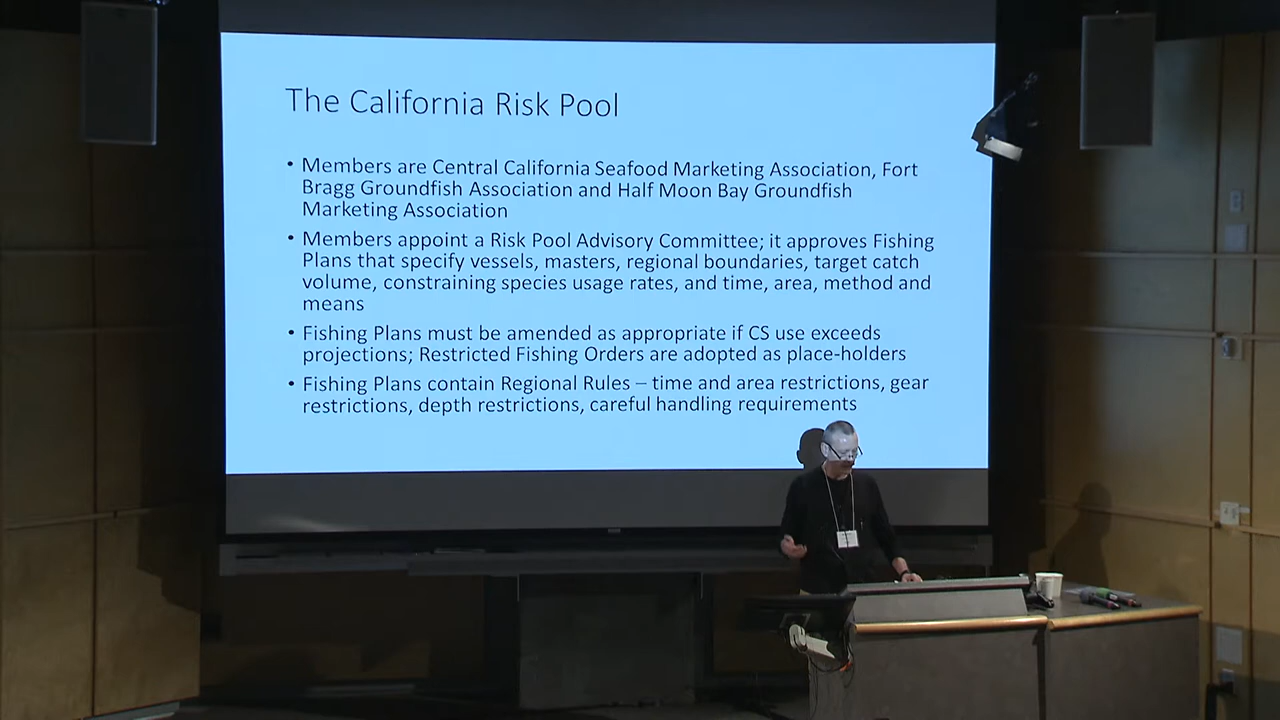 The California Risk Pool
• Members are Central California Seafood Marketing Association, Fort
Bragg Groundfish Association and Half Moon Bay Groundfish
Marketing Association
• Members appoint a Risk Pool Advisory Committee; it approves Fishing
Plans that specify vessels, masters, regional boundaries, target catch
volume, constraining species usage rates, and time, area, method and
means
• Fishing Plans must be amended as appropriate if CS use exceeds
projections; Restricted Fishing Orders are adopted as place-holders
• Fishing Plans contain Regional Rules – time and area restrictions, gear
restrictions, depth restrictions, careful handling requirements